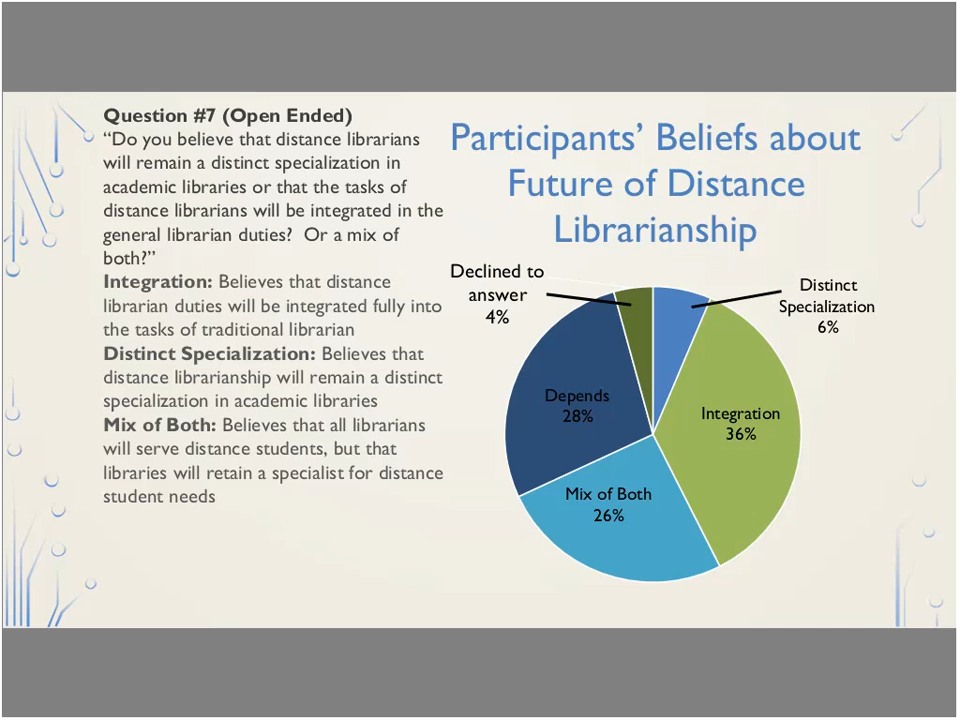 Question #7 (Open Ended)
“Do you believe that distance librarians
will remain a distinct specialization in
academic libraries or that the tasks of
distance librarians will be integrated in the
general librarian duties?  Or a mix of
both?”
Integration: Believes that distance
librarian duties will be integrated fully into
the tasks of traditional librarian
Distinct Specialization: Believes that
distance librarianship will remain a distinct
specialization in academic libraries
Mix of Both: Believes that all librarians
will serve distance students, but that
libraries will retain a specialist for distance
student needs
Participants’ Beliefs about
Future of Distance
Librarianship
Declined to
answer
4%
Distinct
Specialization
6%
Depends
28%
Integration
36%
Mix of Both
26%